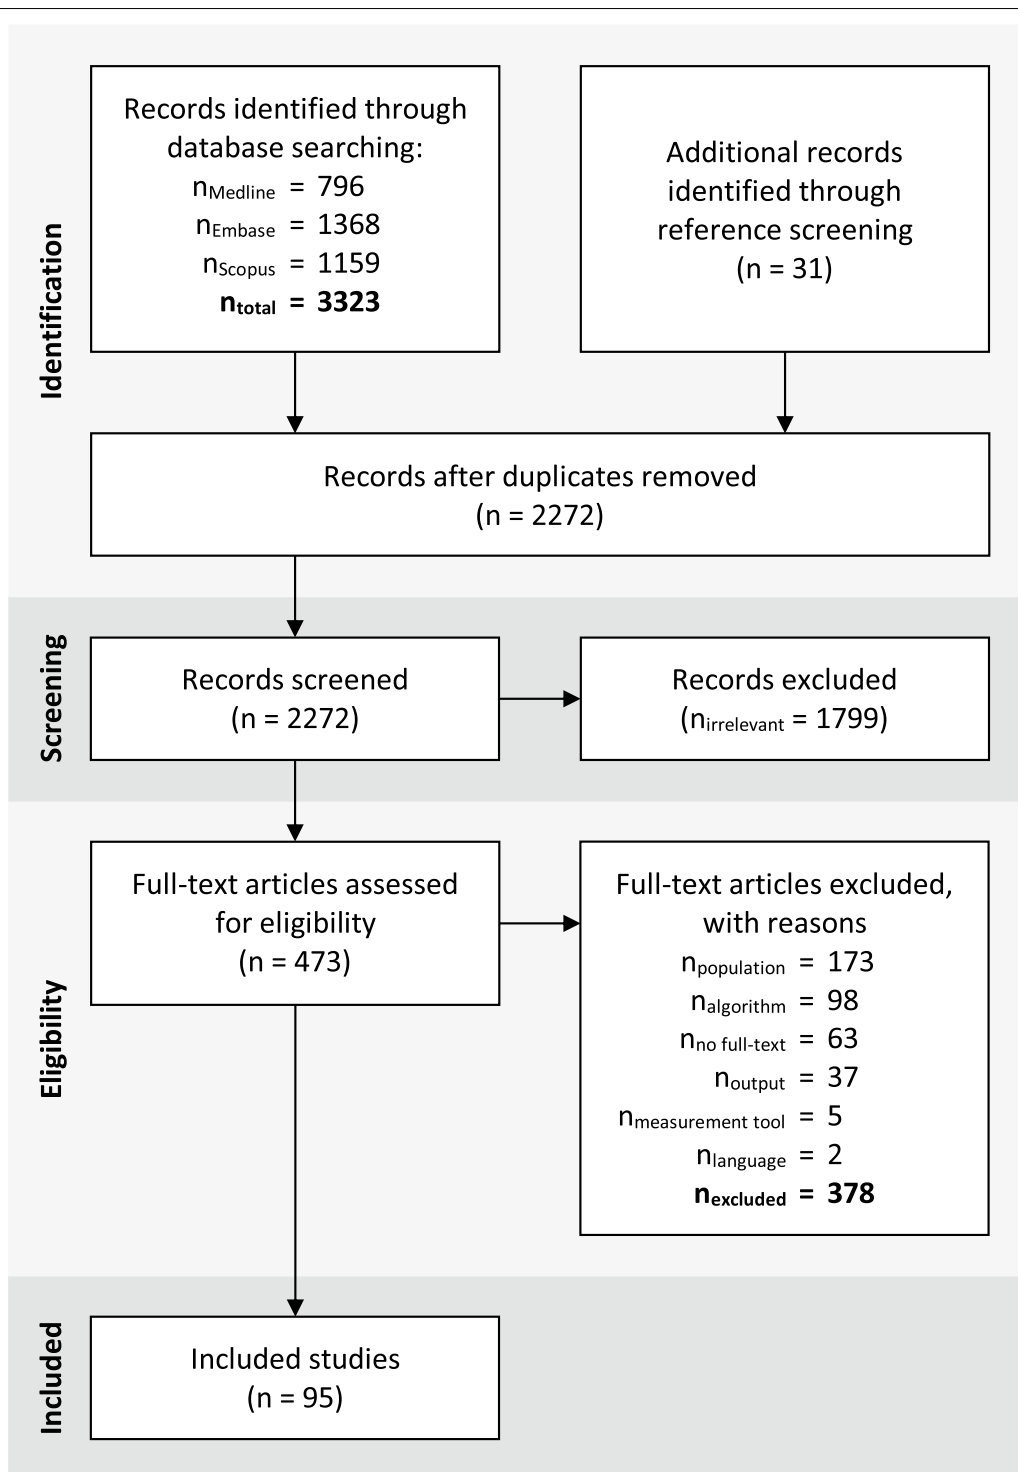 Identification
Records identified through
database searching:
nMedline = 796
nEmbase = 1368
nScopus = 1159
ntotal = 3323
Additional records
identified through
reference screening
(n = 31)
Records after duplicates removed
(n = 2272)
Screening
Records screened
(n = 2272)
Records excluded
(nirrelevant = 1799)
Eligibility
Full-text articles assessed
for eligibility
(n = 473)
Full-text articles excluded,
with reasons
npopulation = 173
nalgorithm = 98
nno full-text = 63
noutput = 37
nmeasurement tool = 5
nlanguage = 2
nexcluded = 378
Included
Included studies
(n = 95)